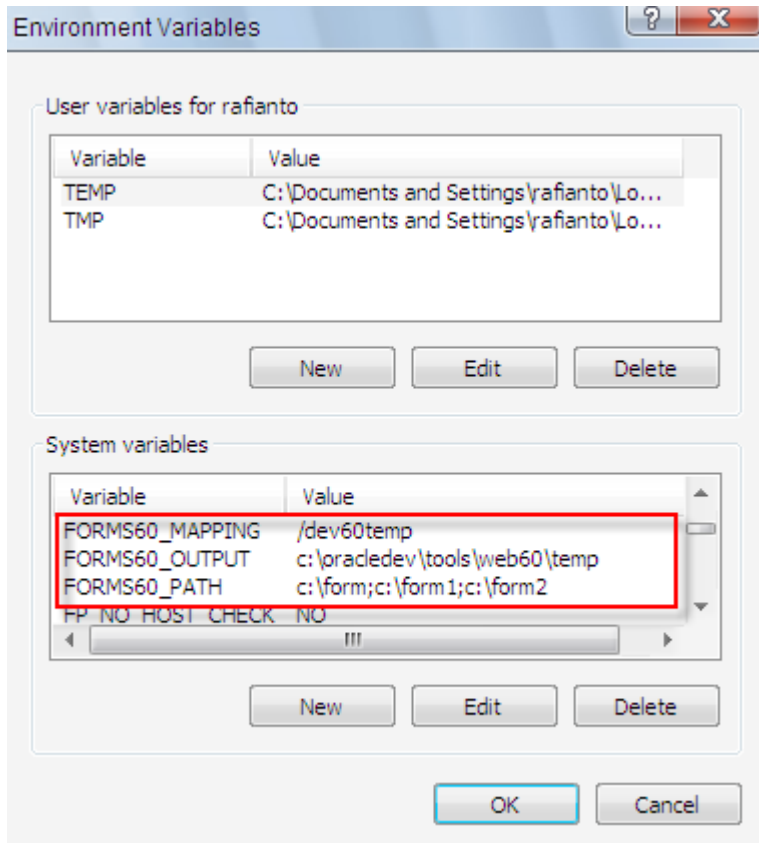 Environment Variables
User variables for rafianto
Variable Value
TEMP C:\Documents and Settings\rafianto\Lo...
TMP C:\Documents and Settings\rafianto\Lo...
New Edit Delete
System variables
Variable Value
FORMS60_MAPPING /dev60temp
FORMS60_OUTPUT c:\oracledev\tools\web60\temp
FORMS60_PATH c:\form;c:\form1;c:\form2
FP_NO_HOST_CHECK NO
New Edit Delete
OK Cancel